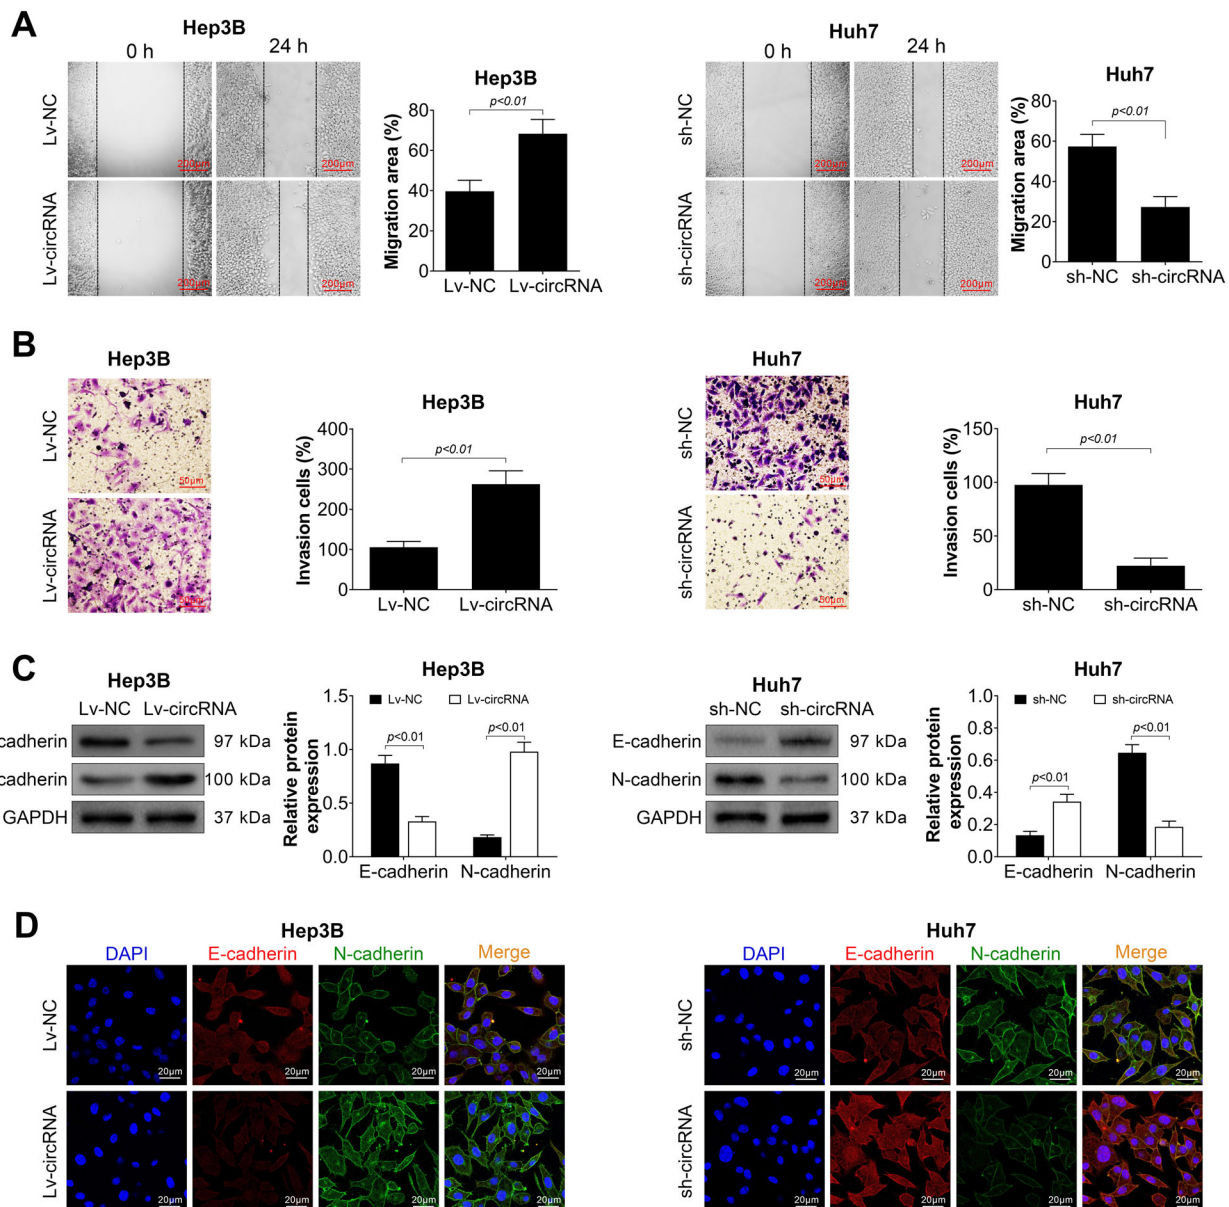 A
Hep3B
0 h
24 h
Lv-NC
Lv-circRNA
200μm
200μm
200μm
200μm
Hep3B
Migration area (%)
80
60
40
20
0
p<0.01
Lv-NC
Lv-circRNA
Huh7
0 h
24 h
sh-NC
sh-circRNA
200μm
200μm
200μm
200μm
Huh7
Migration area (%)
80
60
40
20
0
p<0.01
sh-NC
sh-circRNA
B
Hep3B
Lv-NC
Lv-circRNA
50μm
50μm
Hep3B
Invasion cells (%)
400
300
200
100
0
p<0.01
Lv-NC
Lv-circRNA
Huh7
sh-NC
sh-circRNA
50μm
50μm
Huh7
Invasion cells (%)
150
100
50
0
p<0.01
sh-NC
sh-circRNA
C
Hep3B
Lv-NC
Lv-circRNA
cadherin
97 kDa
cadherin
100 kDa
GAPDH
37 kDa
Hep3B
Relative protein
expression
1.5
1.0
0.5
0.0
Lv-NC
Lv-circRNA
p<0.01
p<0.01
E-cadherin
N-cadherin
Huh7
sh-NC
sh-circRNA
E-cadherin
97 kDa
N-cadherin
100 kDa
GAPDH
37 kDa
Huh7
Relative protein
expression
1.0
0.8
0.6
0.4
0.2
0.0
sh-NC
sh-circRNA
p<0.01
p<0.01
E-cadherin
N-cadherin
D
Hep3B
DAPI
E-cadherin
N-cadherin
Merge
Lv-NC
20μm
20μm
20μm
20μm
Lv-circRNA
20μm
20μm
20μm
20μm
Huh7
DAPI
E-cadherin
N-cadherin
Merge
sh-NC
20μm
20μm
20μm
20μm
sh-circRNA
20μm
20μm
20μm
20μm